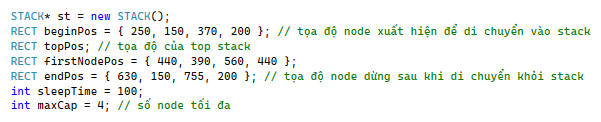 STACK* st = new STACK();
RECT beginPos = { 250, 150, 370, 200 }; // tọa độ node xuất hiện để di chuyển vào stack
RECT topPos; // tọa độ của top stack
RECT firstNodePos = { 440, 390, 560, 440 };
RECT endPos = { 630, 150, 755, 200 }; // tọa độ node dừng sau khi di chuyển khỏi stack
int sleepTime = 100;
int maxCap = 4; // số node tối đa